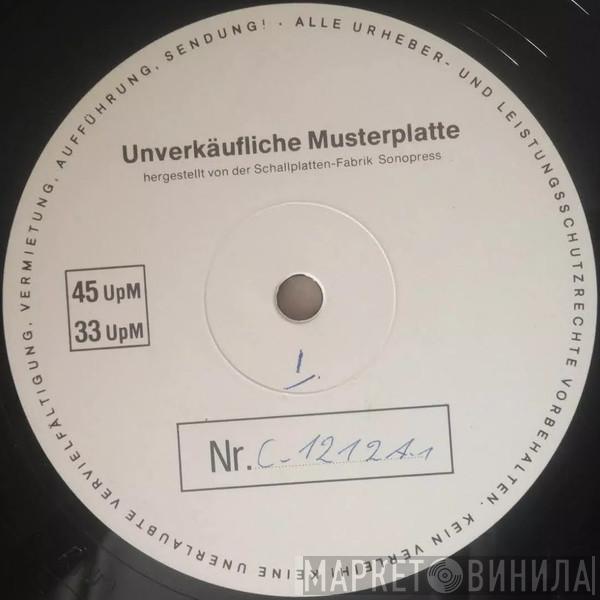 ALLE URHEBER- UND LEISTUNGSSCHUTZRECHTE VORBEHALTEN. KEIN VERLEIH! KEINE UNERLAUBTE VERVIELFÄLTIGUNG, VERMIETUNG, AUFFÜHRUNG, SENDUNG! ·
Unverkäufliche Musterplatte
hergestellt von der Schallplatten-Fabrik Sonopress
45 UpM
33 UpM
1
Nr. C-1212A-1
МАРКЕТ ВИНИЛА